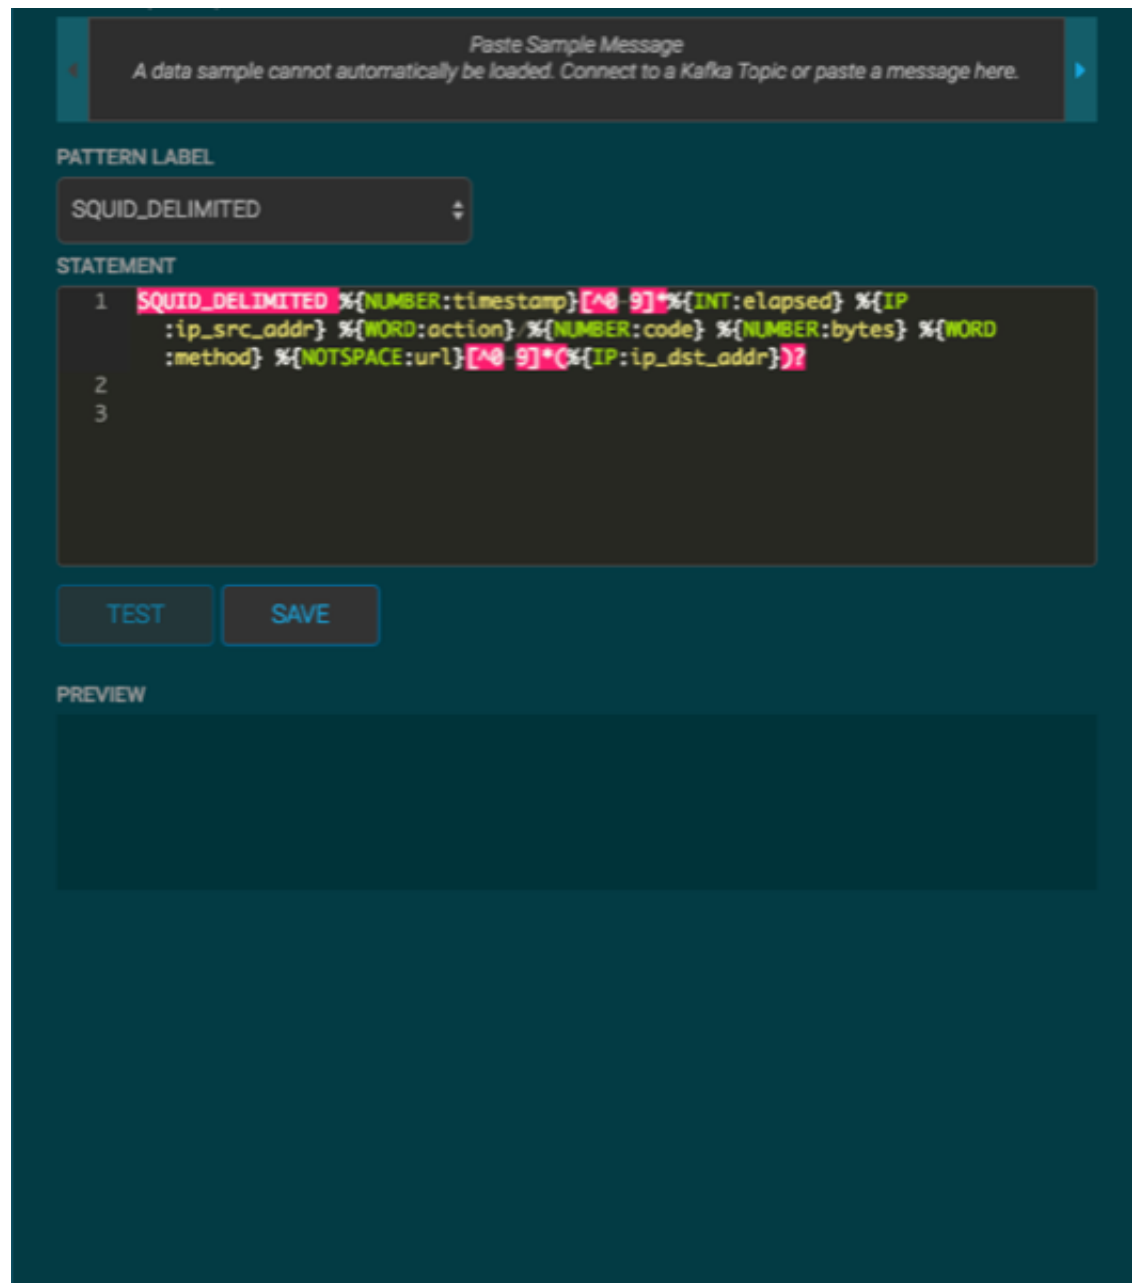 Paste Sample Message
A data sample cannot automatically be loaded. Connect to a Kafka Topic or paste a message here.
PATTERN LABEL
SQUID_DELIMITED
STATEMENT
1 SQUID_DELIMITED %{NUMBER:timestamp}[^0-9]*%{INT:elapsed} %{IP
:ip_src_addr} %{WORD:action}/%{NUMBER:code} %{NUMBER:bytes} %{WORD
:method} %{NOTSPACE:url}[^0-9]*(%{IP:ip_dst_addr})?
2
3
TEST SAVE
PREVIEW